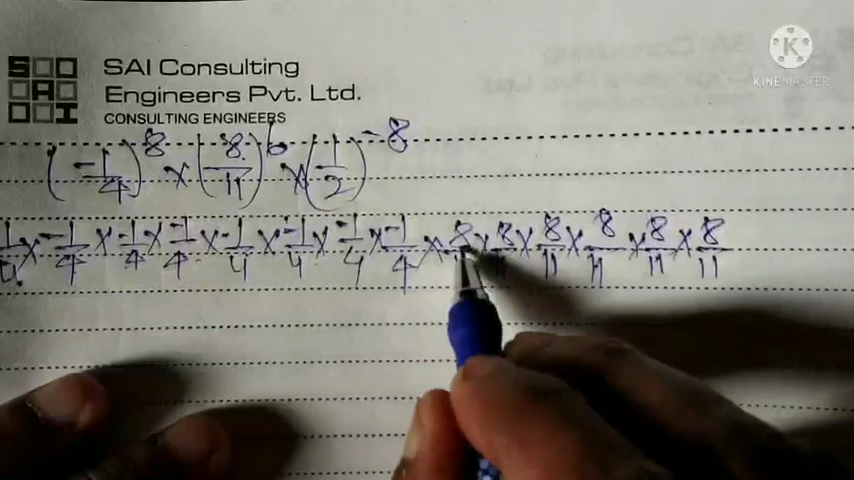 SAI Consulting
Engineers Pvt. Ltd.
CONSULTING ENGINEERS
KINEMASTER
(-1/4)^8 × (8/11)^6 × (1/2)^-8
1/4 × -1/4 × -1/4 × -1/4 × -1/4 × -1/4 × -1/4 × -1/4 × 8 × 8/11 × 8/11 × 8/11 × 8/11 × 8/11